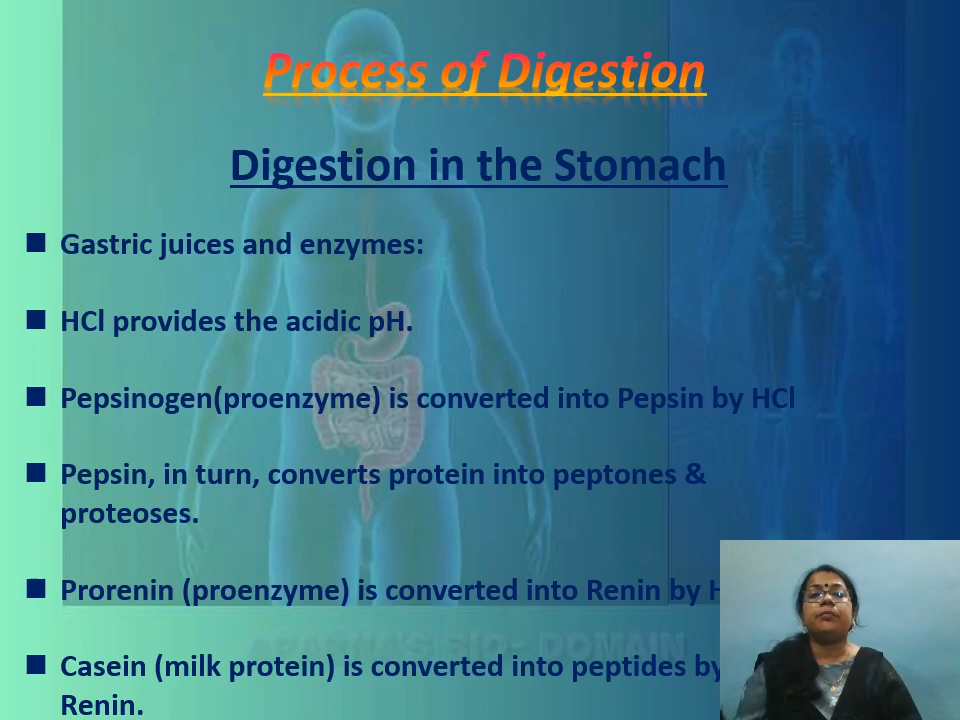 Process of Digestion
Digestion in the Stomach
Gastric juices and enzymes:
HCl provides the acidic pH.
Pepsinogen(proenzyme) is converted into Pepsin by HCl
Pepsin, in turn, converts protein into peptones &
proteoses.
Prorenin (proenzyme) is converted into Renin by
BIO - DOMAIN
Casein (milk protein) is converted into peptides by
Renin.